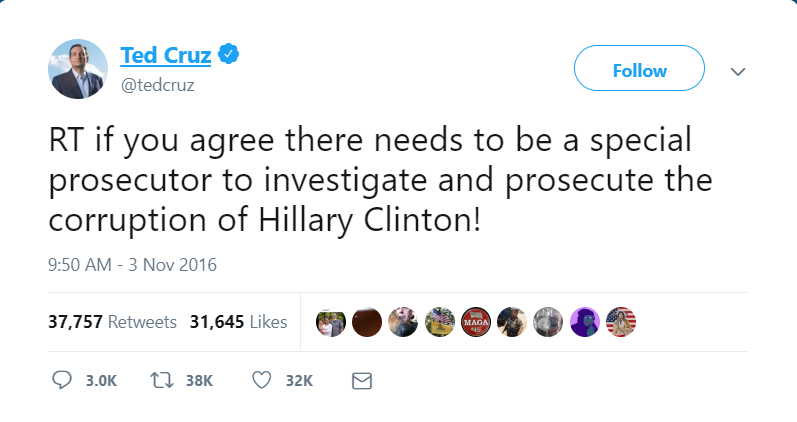 Ted Cruz
@tedcruz
Follow
RT if you agree there needs to be a special
prosecutor to investigate and prosecute the
corruption of Hillary Clinton!
9:50 AM - 3 Nov 2016
37,757 Retweets 31,645 Likes
MAGA
3.0K 38K 32K